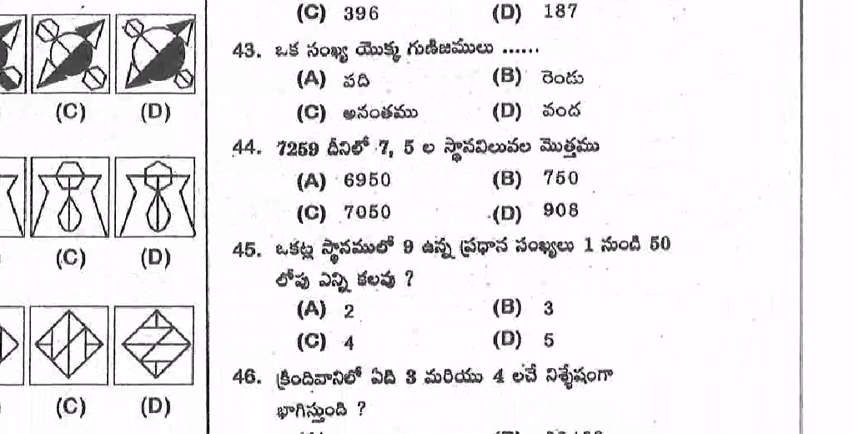 (C) 396 (D) 187
43. ఒక సంఖ్య యొక్క గుణిజములు ......
(A) పది (B) రెండు
(C) అనంతము (D) వంద
44. 7259 దీనిలో 7, 5 ల స్థానవిలువల మొత్తము
(A) 6950 (B) 750
(C) 7050 (D) 908
45. ఒకట్ల స్థానములో 9 ఉన్న ప్రధాన సంఖ్యలు 1 నుండి 50
లోపు ఎన్ని కలవు ?
(A) 2 (B) 3
(C) 4 (D) 5
46. క్రిందివానిలో ఏది 3 మరియు 4 లచే నిశ్శేషంగా
భాగిస్తుంది ?
(C) (D)
(C) (D)
(C) (D)